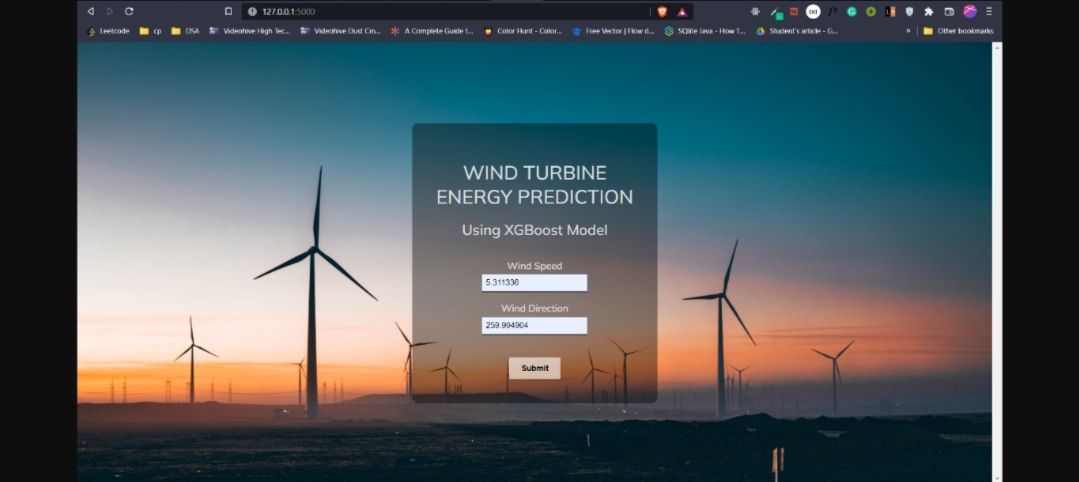 127.0.0.1:5000
Leetcode cp DSA Videohive High Tec... Videohive Dust Cin... A Complete Guide t... Color Hunt - Color... Free Vector | Flow d... SQlite Java - How T... Student's article - G... » Other bookmarks
WIND TURBINE
ENERGY PREDICTION
Using XGBoost Model
Wind Speed
5.311336
Wind Direction
259.994904
Submit